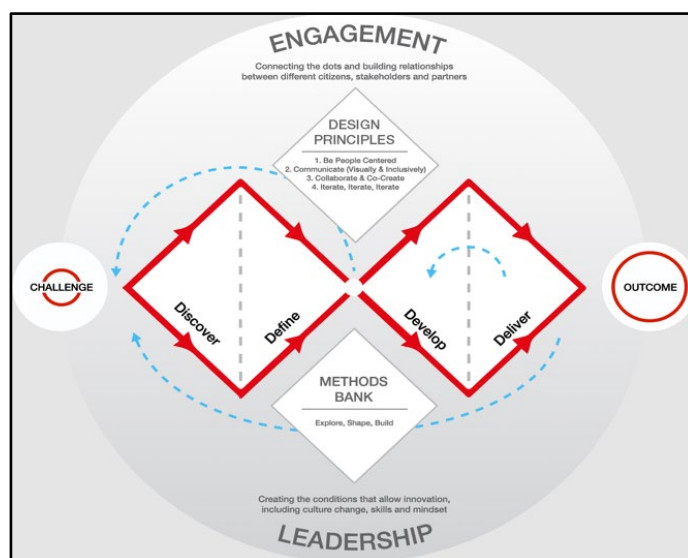 ENGAGEMENT
Connecting the dots and building relationships
between different citizens, stakeholders and partners
DESIGN
PRINCIPLES
1. Be People Centered
2. Communicate (Visually & Inclusively)
3. Collaborate & Co-Create
4. Iterate, Iterate, Iterate
CHALLENGE
Discover
Define
Develop
Deliver
OUTCOME
METHODS
BANK
Explore, Shape, Build
Creating the conditions that allow innovation,
including culture change, skills and mindset
LEADERSHIP